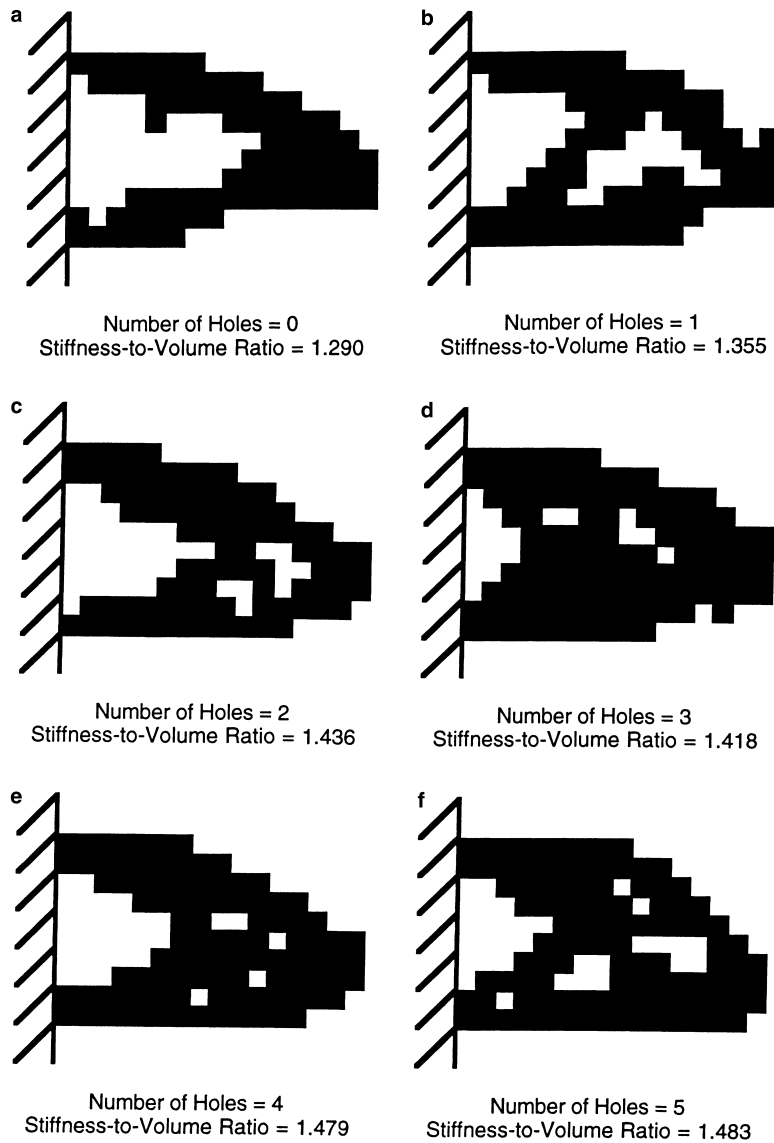 a
b
Number of Holes = 0
Stiffness-to-Volume Ratio = 1.290
Number of Holes = 1
Stiffness-to-Volume Ratio = 1.355
c
d
Number of Holes = 2
Stiffness-to-Volume Ratio = 1.436
Number of Holes = 3
Stiffness-to-Volume Ratio = 1.418
e
f
Number of Holes = 4
Stiffness-to-Volume Ratio = 1.479
Number of Holes = 5
Stiffness-to-Volume Ratio = 1.483